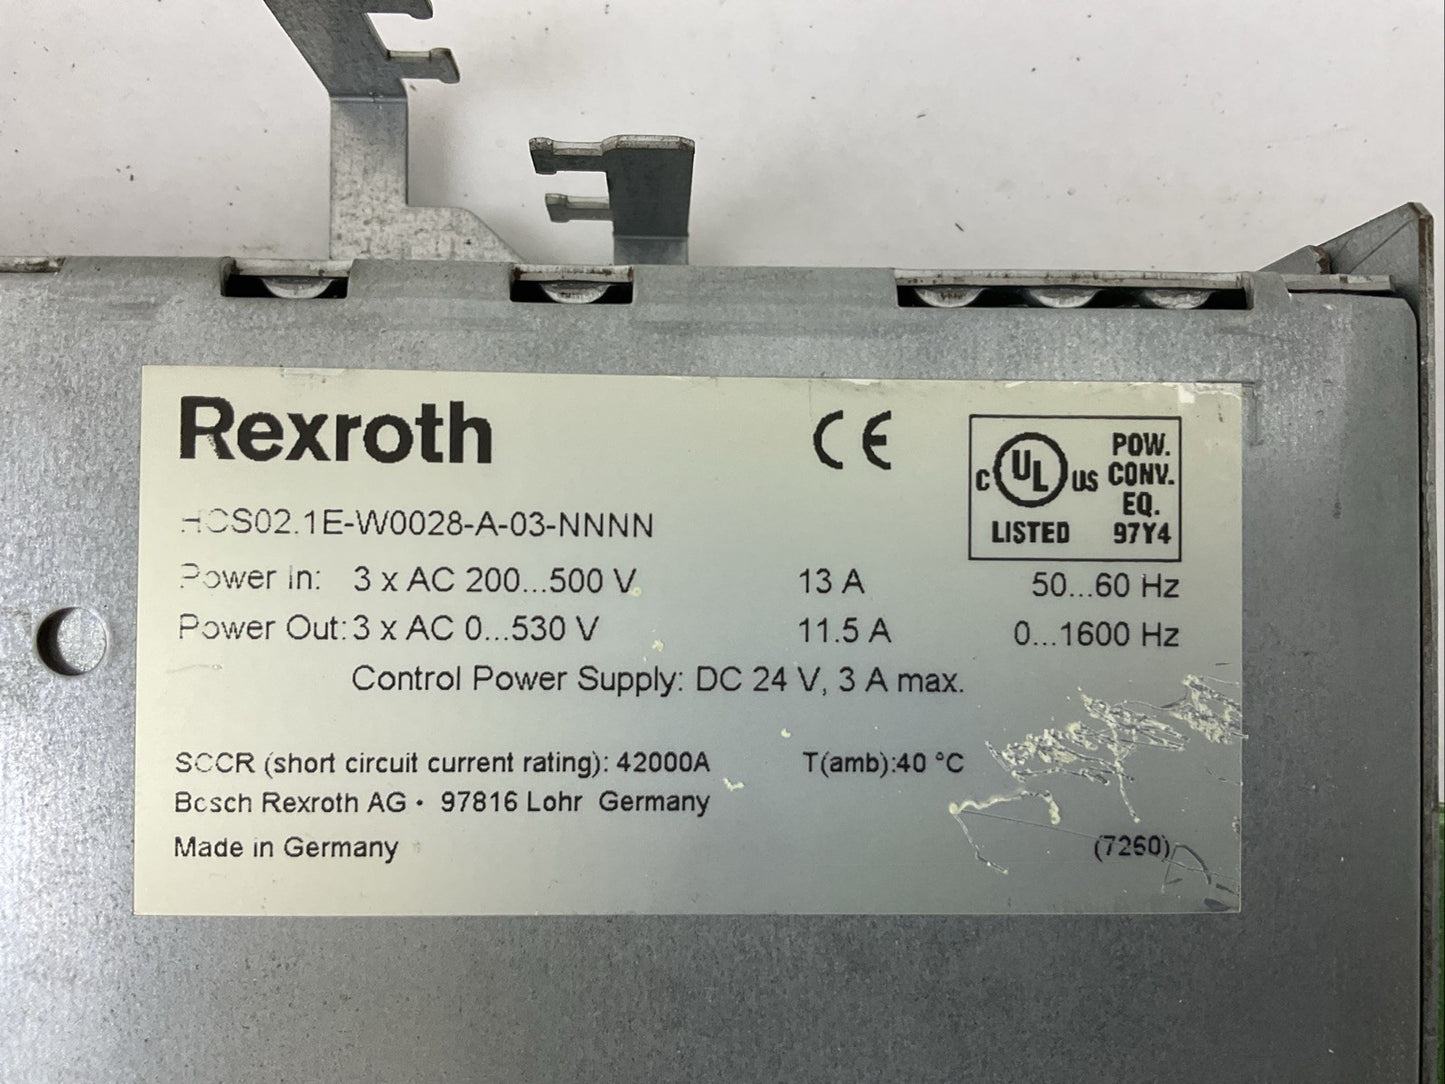 Rexroth
CE
C UL US
LISTED
POW.
CONV.
EQ.
97Y4
HCS02.1E-W0028-A-03-NNNN
Power In: 3 x AC 200...500 V 13 A 50...60 Hz
Power Out: 3 x AC 0...530 V 11.5 A 0...1600 Hz
Control Power Supply: DC 24 V, 3 A max.
SCCR (short circuit current rating): 42000A T(amb):40 °C
Bosch Rexroth AG • 97816 Lohr Germany
Made in Germany (7260)